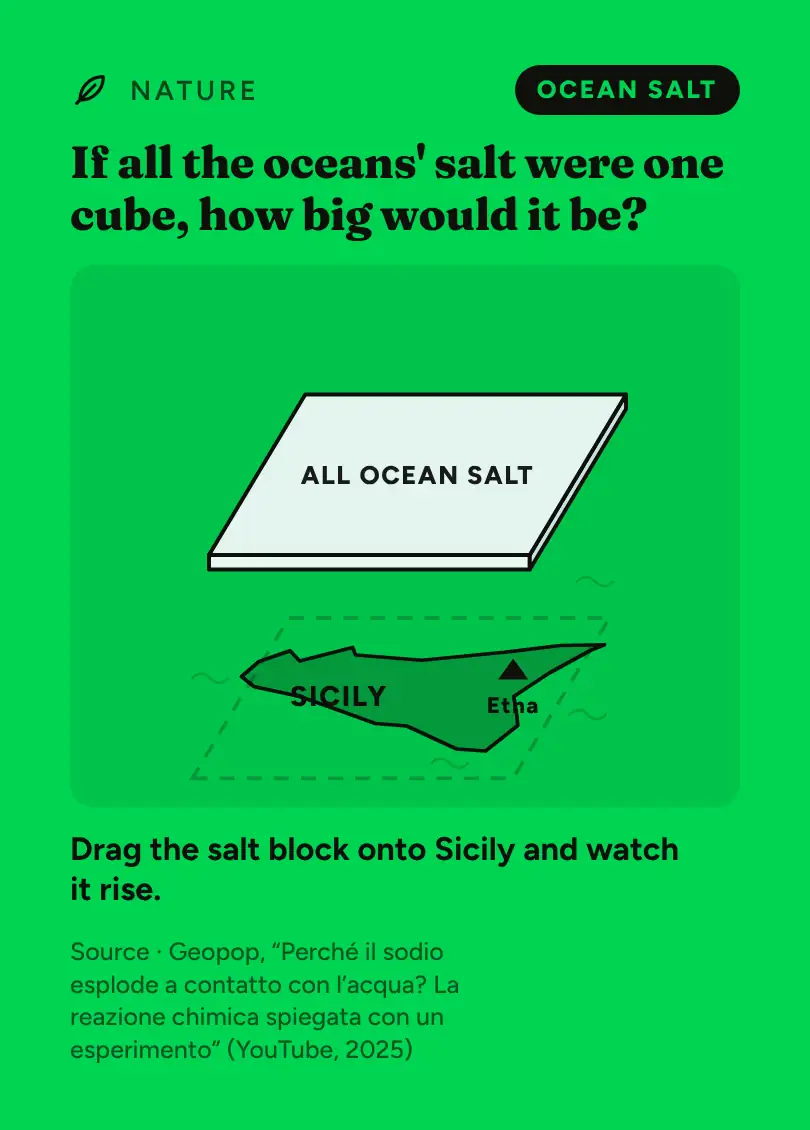 NATURE
OCEAN SALT
If all the oceans' salt were one
cube, how big would it be?
ALL OCEAN SALT
SICILY
Etna
Drag the salt block onto Sicily and watch
it rise.
Source · Geopop, “Perché il sodio
esplode a contatto con l’acqua? La
reazione chimica spiegata con un
esperimento” (YouTube, 2025)